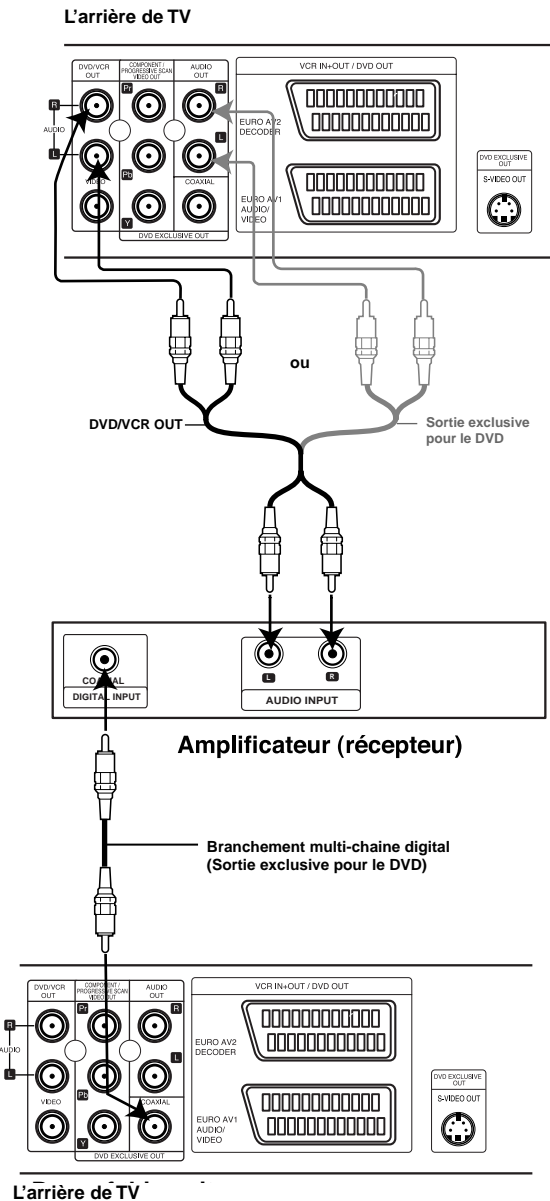 L'arrière de TV
DVD/VCR
OUT
COMPONENT /
PROGRESSIVE SCAN
VIDEO OUT
AUDIO
OUT
VCR IN+OUT / DVD OUT
Pr
R
R
AUDIO
L
EURO AV2
DECODER
L
VIDEO
Pb
COAXIAL
EURO AV1
AUDIO/
VIDEO
Y
DVD EXCLUSIVE OUT
DVD EXCLUSIVE
OUT
S-VIDEO OUT
ou
DVD/VCR OUT
Sortie exclusive
pour le DVD
COAXIAL
DIGITAL INPUT
L
R
AUDIO INPUT
Amplificateur (récepteur)
Branchement multi-chaine digital
(Sortie exclusive pour le DVD)
DVD/VCR
OUT
COMPONENT /
PROGRESSIVE SCAN
VIDEO OUT
AUDIO
OUT
VCR IN+OUT / DVD OUT
Pr
R
R
AUDIO
L
EURO AV2
DECODER
L
VIDEO
Pb
COAXIAL
EURO AV1
AUDIO/
VIDEO
Y
DVD EXCLUSIVE OUT
DVD EXCLUSIVE
OUT
S-VIDEO OUT
L'arrière de TV